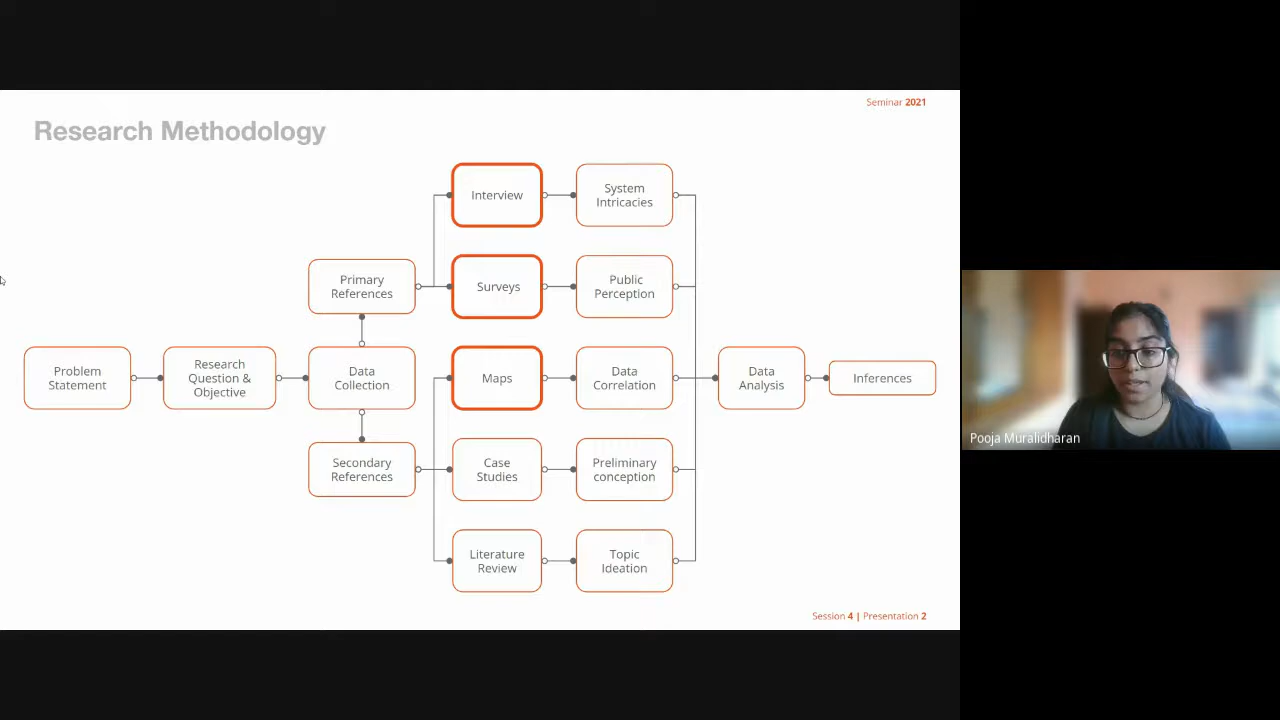 Seminar 2021
Research Methodology
Interview
System
Intricacies
Primary
References
Surveys
Public
Perception
Problem
Statement
Research
Question &
Objective
Data
Collection
Maps
Data
Correlation
Data
Analysis
Inferences
Secondary
References
Case
Studies
Preliminary
conception
Literature
Review
Topic
Ideation
Session 4 | Presentation 2
Pooja Muralidharan